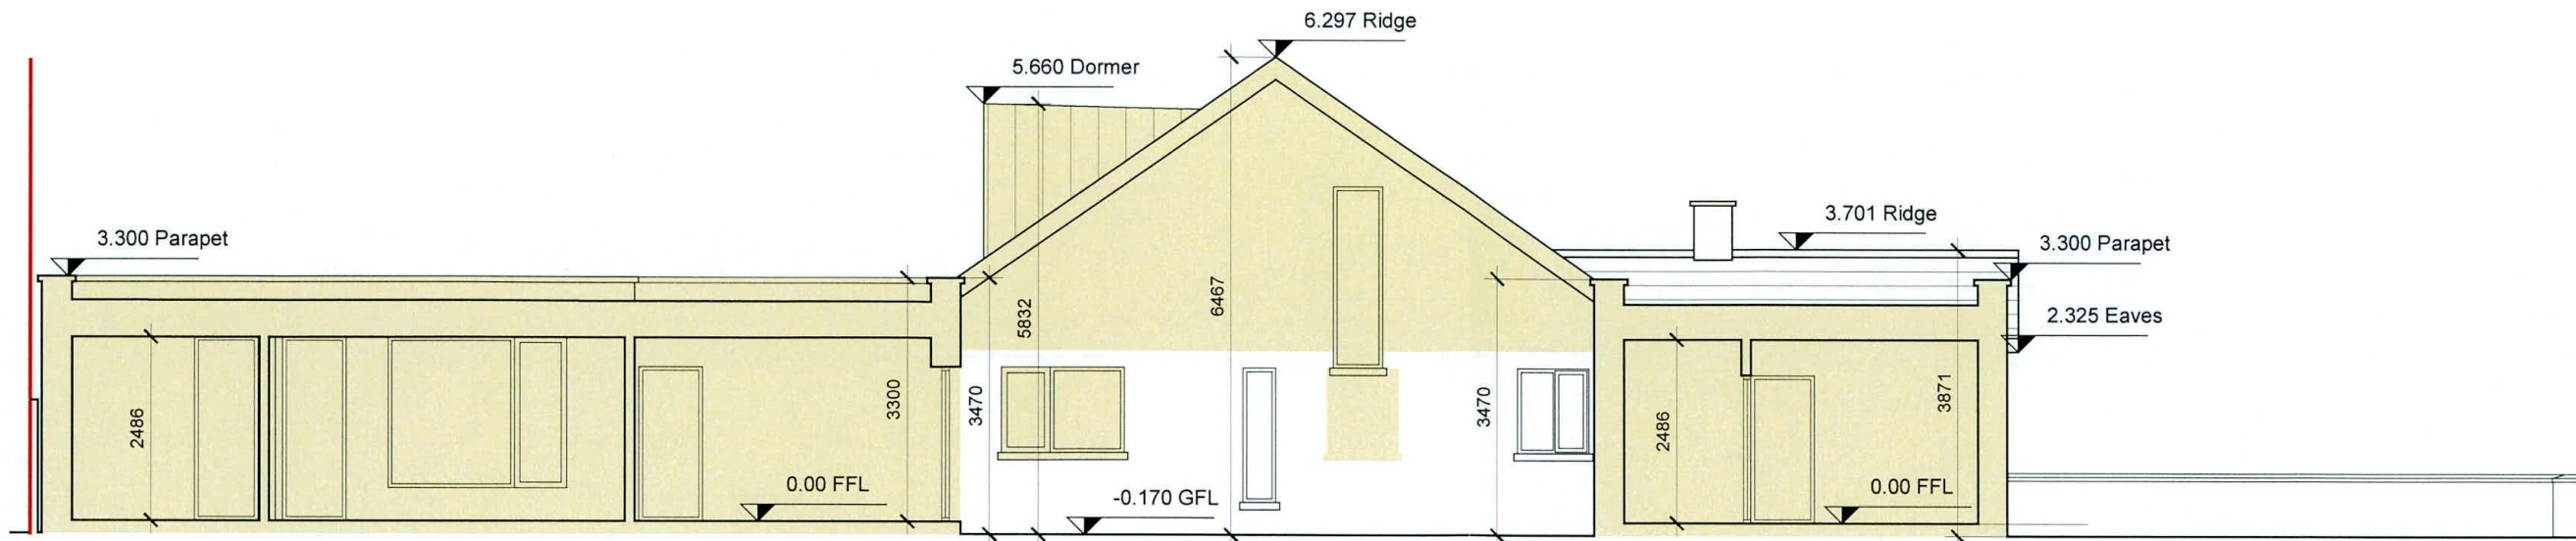 6.297 Ridge
5.660 Dormer
3.701 Ridge
3.300 Parapet
3.300 Parapet
2.325 Eaves
5832
6467
2486
3300
3470
3470
2486
3871
0.00 FFL
-0.170 GFL
0.00 FFL